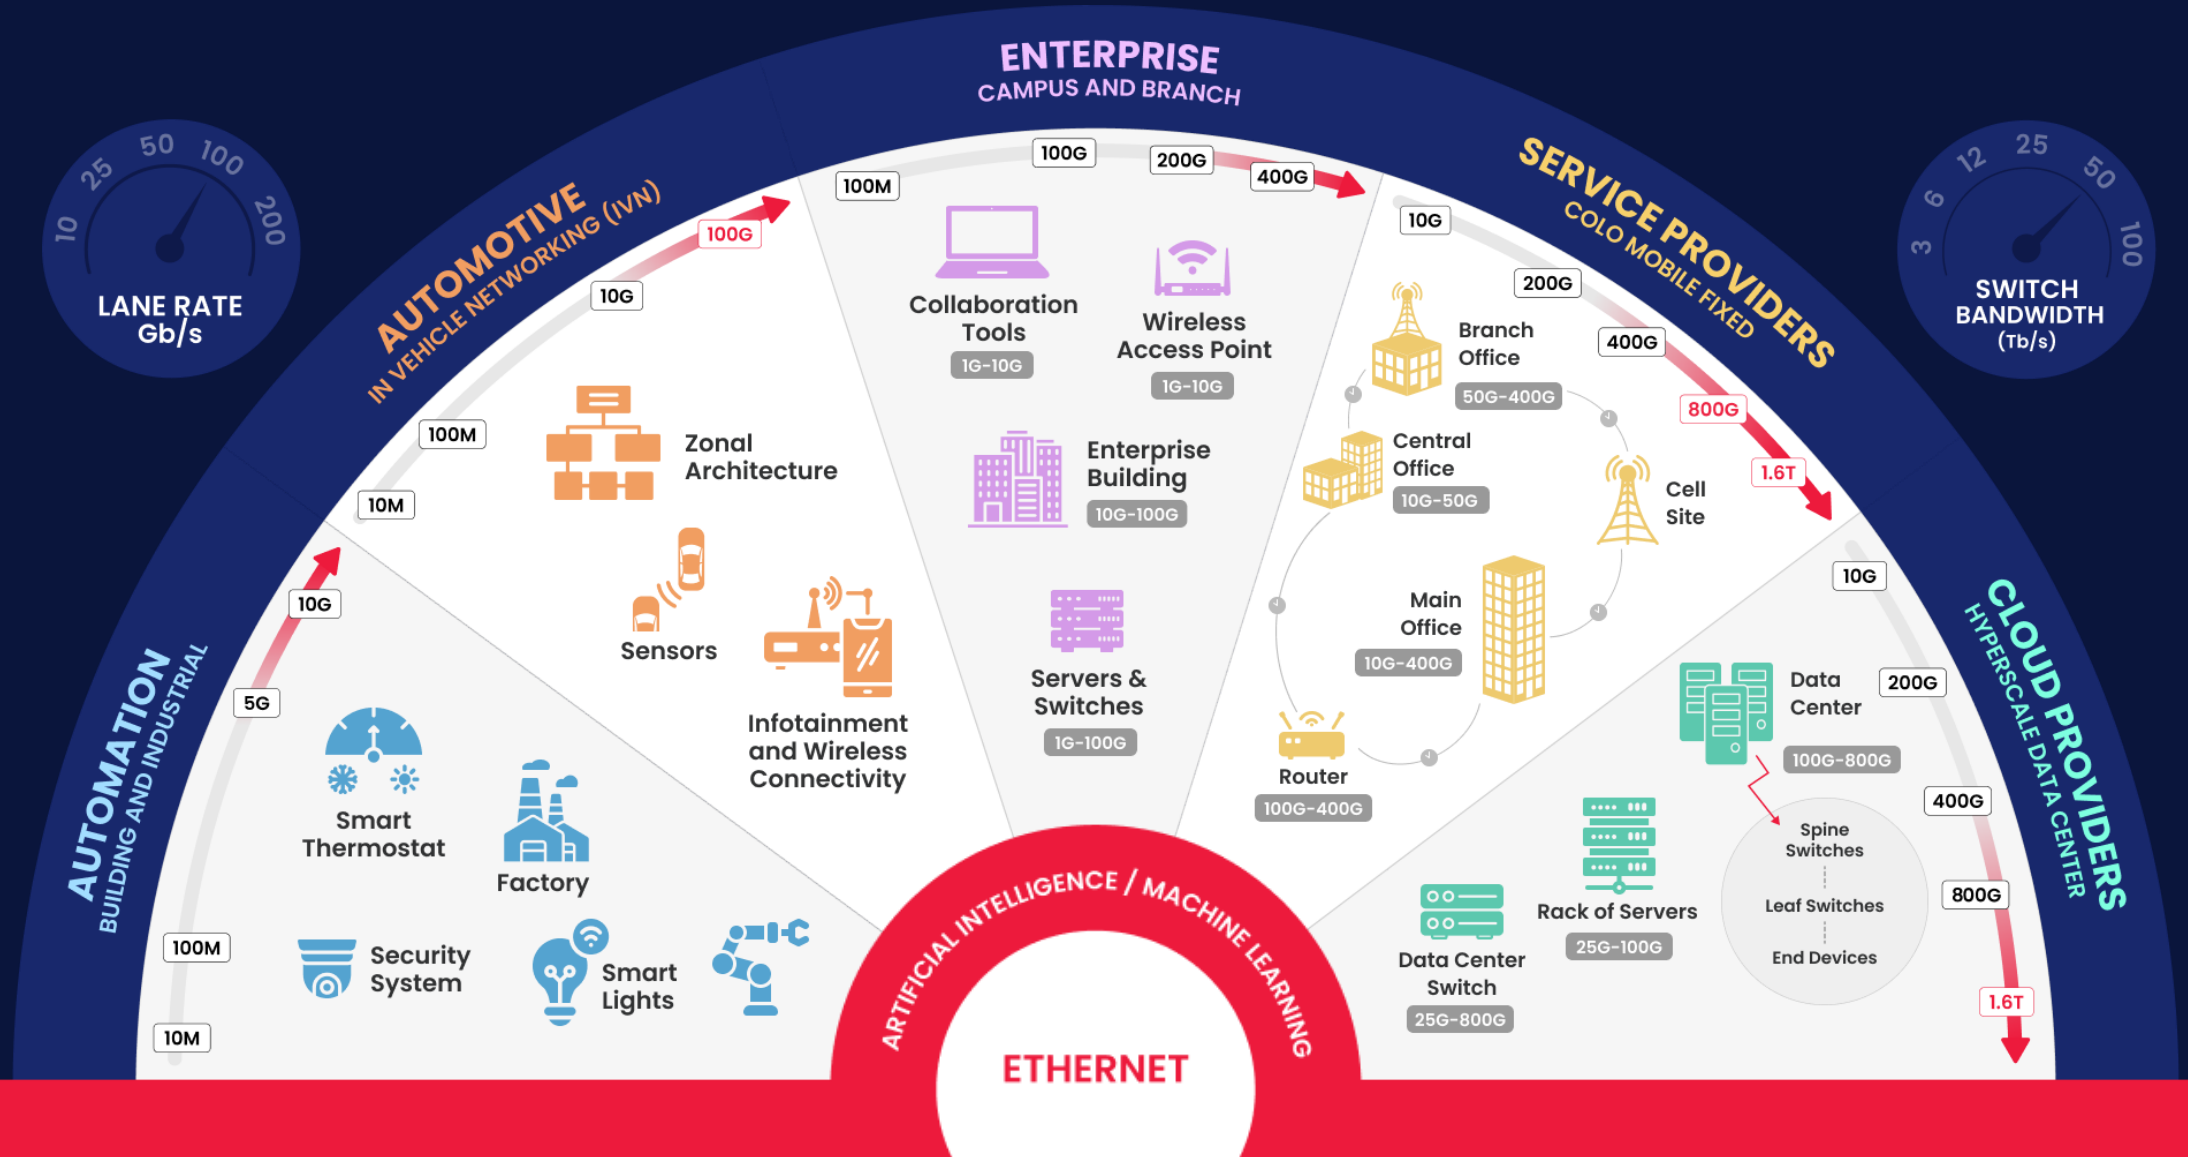 ENTERPRISE
CAMPUS AND BRANCH
AUTOMOTIVE
IN VEHICLE NETWORKING (IVN)
SERVICE PROVIDERS
COLO MOBILE FIXED
AUTOMATION
BUILDING AND INDUSTRIAL
CLOUD PROVIDERS
HYPERSCALE DATA CENTER
10
25
50
100
200
LANE RATE
Gb/s
3
6
12
25
50
100
SWITCH
BANDWIDTH
(Tb/s)
10M
100M
5G
10G
Smart
Thermostat
Factory
Security
System
Smart
Lights
10M
100M
10G
100G
Zonal
Architecture
Sensors
Infotainment
and Wireless
Connectivity
100M
100G
200G
400G
Collaboration
Tools
1G-10G
Wireless
Access Point
1G-10G
Enterprise
Building
10G-100G
Servers &
Switches
1G-100G
10G
200G
400G
800G
1.6T
Branch
Office
50G-400G
Central
Office
10G-50G
Cell
Site
Main
Office
10G-400G
Router
100G-400G
10G
200G
400G
800G
1.6T
Data
Center
100G-800G
Spine
Switches
Leaf Switches
End Devices
Rack of Servers
25G-100G
Data Center
Switch
25G-800G
ARTIFICIAL INTELLIGENCE / MACHINE LEARNING
ETHERNET